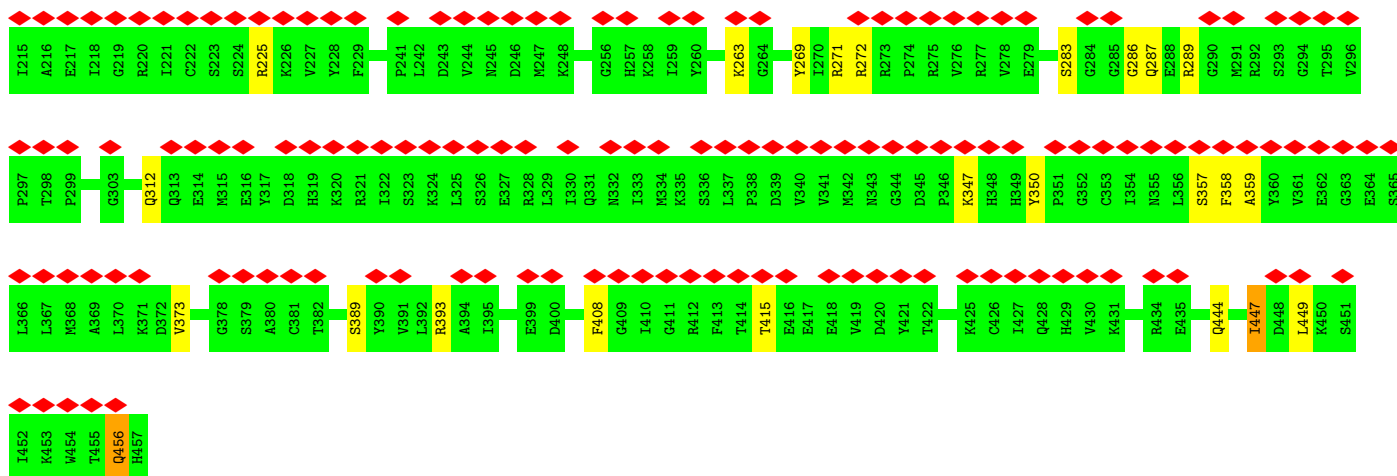 I215 A216 E217 I218 G219 R220 I221 C222 S223 S224 R225 K226 V227 Y228 F229 P241 L242 D243 V244 N245 D246 M247 K248 G256 H257 K258 I259 Y260 K263 G264 Y269 I270 R271 R272 R273 P274 R275 V276 R277 V278 E279 S283 G284 G285 G286 Q287 E288 R289 G290 M291 R292 S293 G294 T295 V296
P297 T298 P299 G303 Q312 Q313 E314 M315 E316 Y317 D318 H319 K320 R321 I322 S323 K324 L325 S326 E327 R328 L329 I330 Q331 N332 I333 M334 K335 S336 L337 P338 D339 V340 V341 M342 N343 G344 D345 P346 K347 H348 H349 Y350 P351 G352 C353 I354 N355 L356 S357 F358 A359 Y360 V361 E362 G363 E364 S365
L366 L367 M368 A369 L370 K371 D372 V373 G378 S379 A380 C381 T382 S389 Y390 V391 L392 R393 A394 I395 E399 D400 F408 G409 I410 G411 R412 F413 T414 T415 E416 E417 E418 V419 D420 Y421 T422 K425 C426 I427 Q428 H429 V430 K431 R434 E435 Q444 I447 D448 L449 K450 S451
I452 K453 W454 T455 Q456 H457